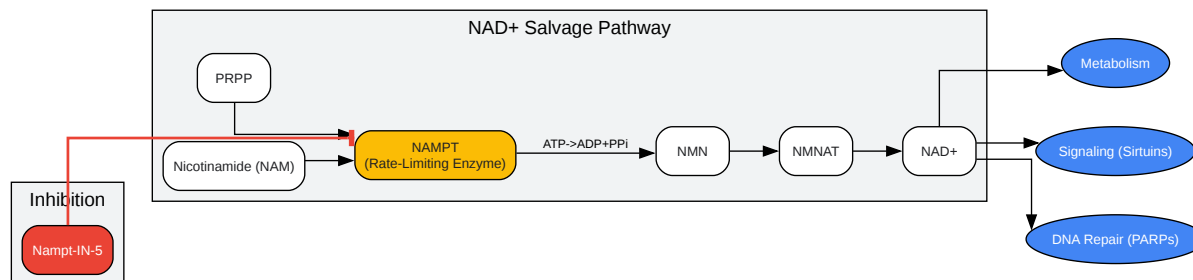 NAD+ Salvage Pathway
PRPP
Nicotinamide (NAM)
NAMPT
(Rate-Limiting Enzyme)
ATP->ADP+PPi
NMN
NMNAT
NAD+
Metabolism
Signaling (Sirtuins)
DNA Repair (PARPs)
Inhibition
Nampt-IN-5